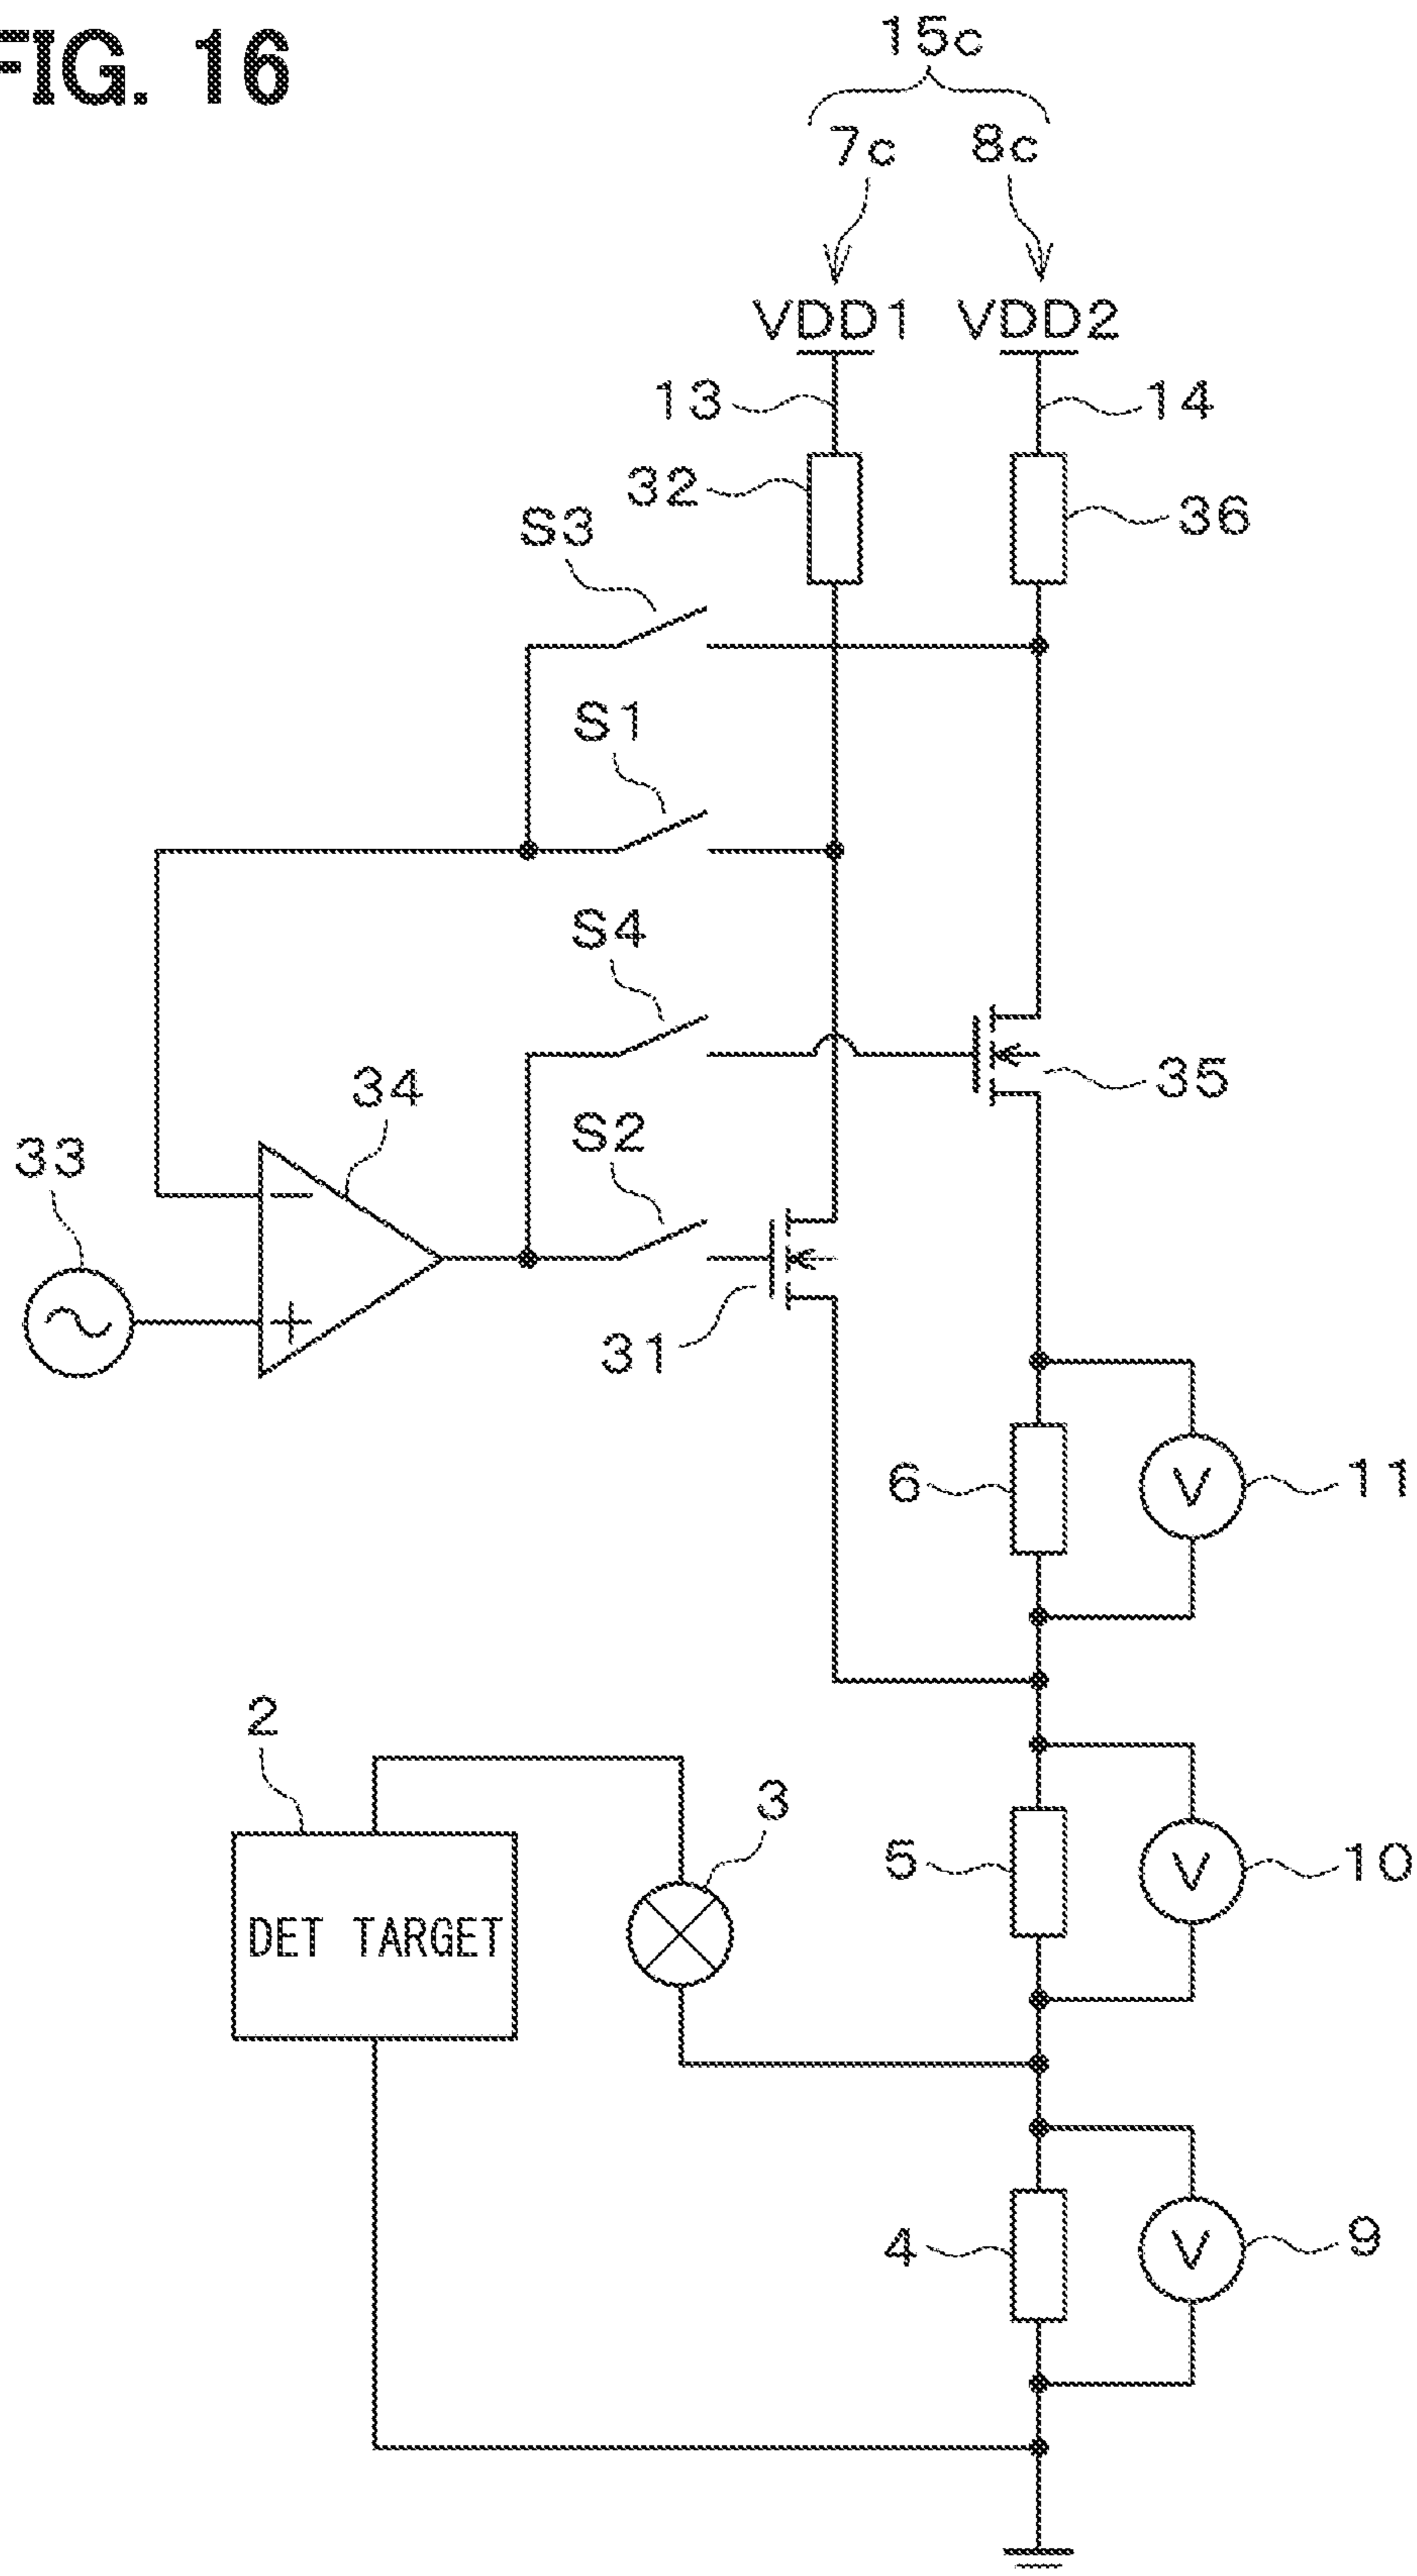 FIG. 16
15c
7c 8c
VDD1 VDD2
13 14
32 36
S3
S1
S4
34 35
33 S2
31
6 V 11
2
3
5 V 10
DET TARGET
4 V 9